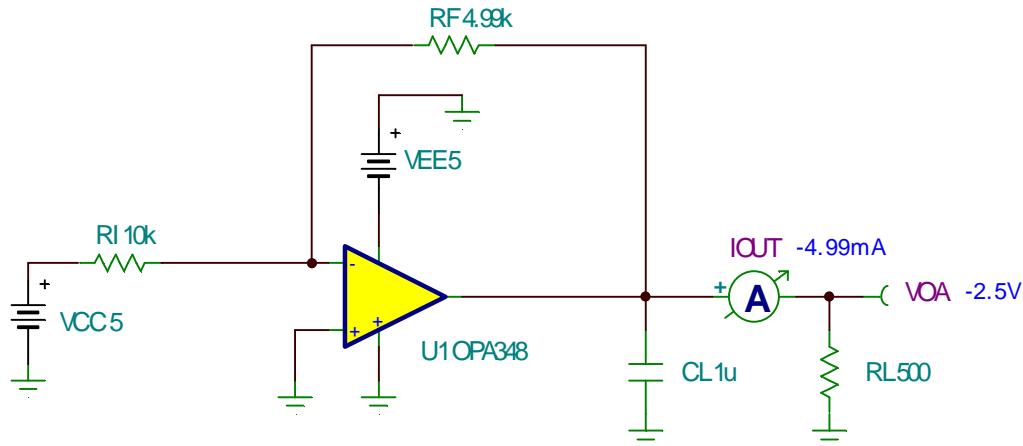 RF 4.99k
+
VEE 5
RI 10k
+
VCC 5
-
+
+
U1 OPA348
IOUT -4.99mA
+
A
VOA -2.5V
CL 1u
RL 500